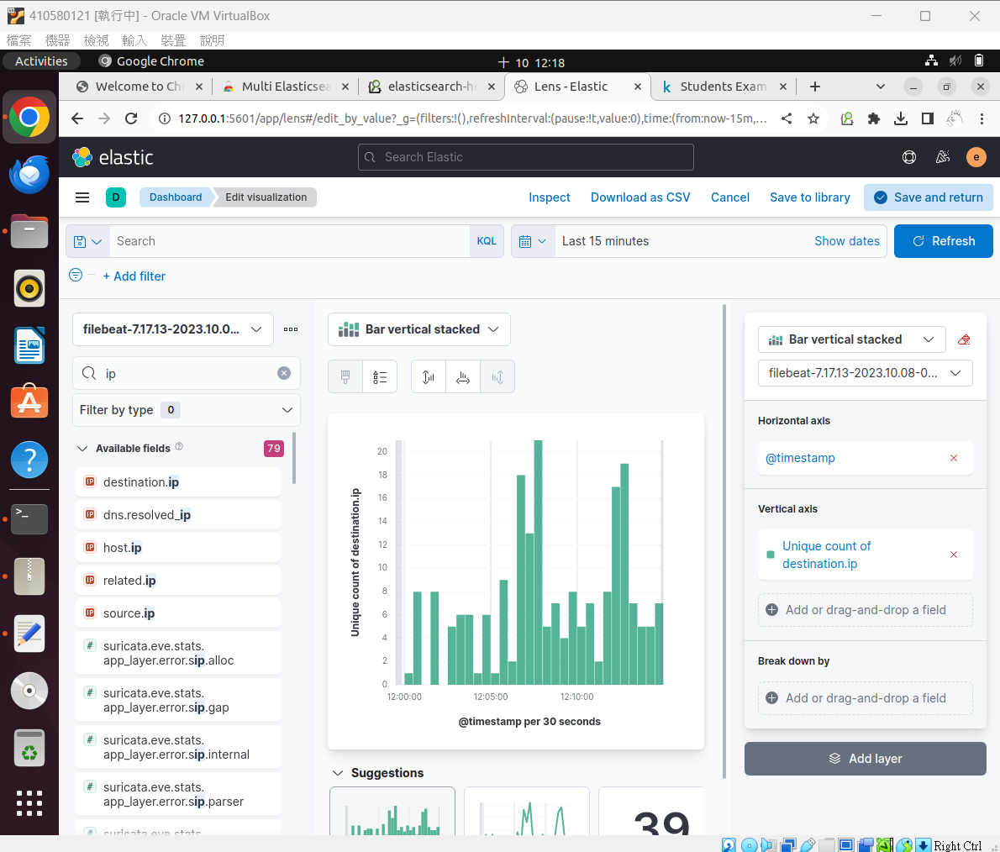 410580121 [執行中] - Oracle VM VirtualBox
檔案 機器 檢視 輸入 裝置 說明
Activities Google Chrome 10 12:18
Welcome to Ch Multi Elasticsea elasticsearch-he Lens - Elastic Students Exam
127.0.0.1:5601/app/lens#/edit_by_value?_g=(filters:!(),refreshInterval:(pause:!t,value:0),time:(from:now-15m,...
elastic Search Elastic e
D Dashboard Edit visualization Inspect Download as CSV Cancel Save to library Save and return
Search KQL Last 15 minutes Show dates Refresh
+ Add filter
filebeat-7.17.13-2023.10.0... Bar vertical stacked
ip
Filter by type 0
Available fields 79
destination.ip
dns.resolved_ip
host.ip
related.ip
source.ip
suricata.eve.stats.
app_layer.error.sip.alloc
suricata.eve.stats.
app_layer.error.sip.gap
suricata.eve.stats.
app_layer.error.sip.internal
suricata.eve.stats.
app_layer.error.sip.parser
suricata.eve.stats.
Unique count of destination.ip
20
18
16
14
12
10
8
6
4
2
0
12:00:00 12:05:00 12:10:00
@timestamp per 30 seconds
Suggestions
39
Bar vertical stacked
filebeat-7.17.13-2023.10.08-0...
Horizontal axis
@timestamp
Vertical axis
Unique count of
destination.ip
Add or drag-and-drop a field
Break down by
Add or drag-and-drop a field
Add layer
Right Ctrl